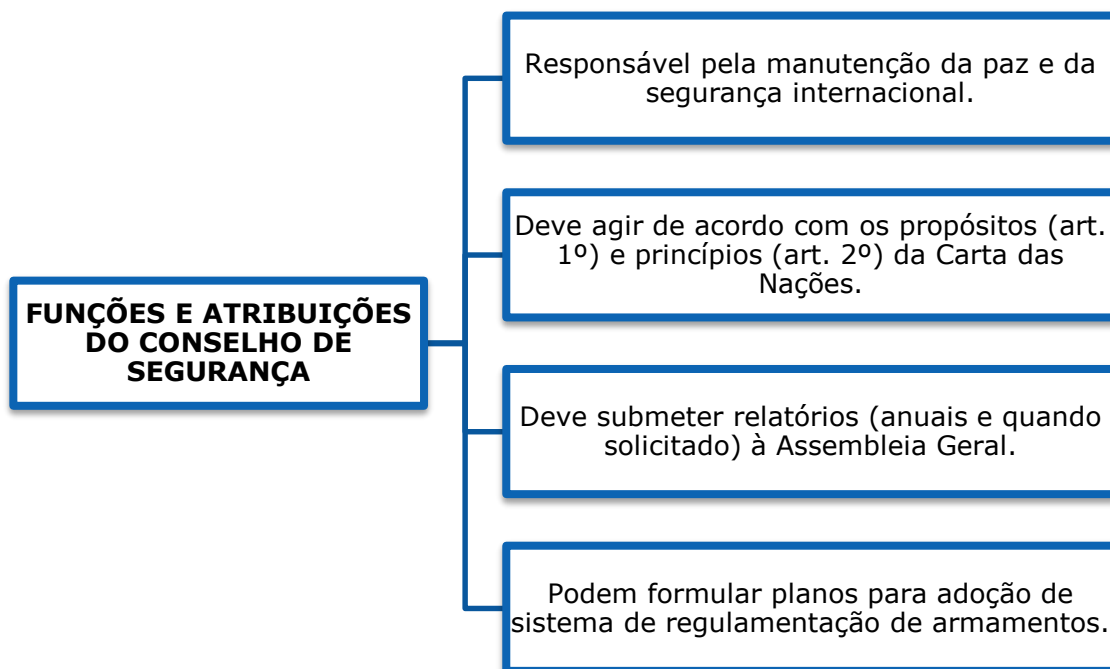 Responsável pela manutenção da paz e da
segurança internacional.
Deve agir de acordo com os propósitos (art.
1º) e princípios (art. 2º) da Carta das
Nações.
FUNÇÕES E ATRIBUIÇÕES
DO CONSELHO DE
SEGURANÇA
Deve submeter relatórios (anuais e quando
solicitado) à Assembleia Geral.
Podem formular planos para adoção de
sistema de regulamentação de armamentos.